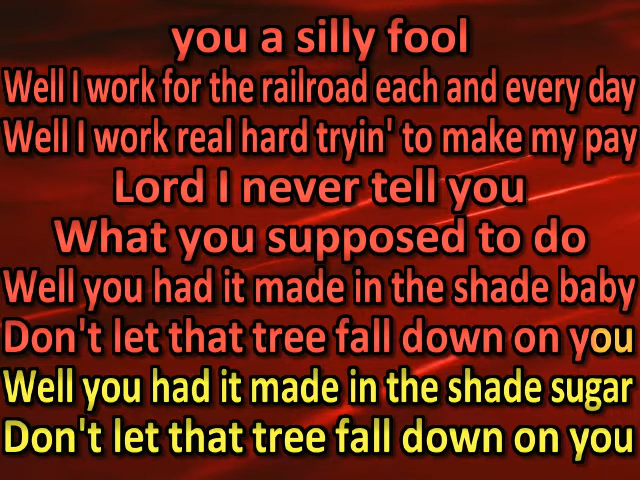 you a silly fool
Well I work for the railroad each and every day
Well I work real hard tryin' to make my pay
Lord I never tell you
What you supposed to do
Well you had it made in the shade baby
Don't let that tree fall down on you
Well you had it made in the shade sugar
Don't let that tree fall down on you